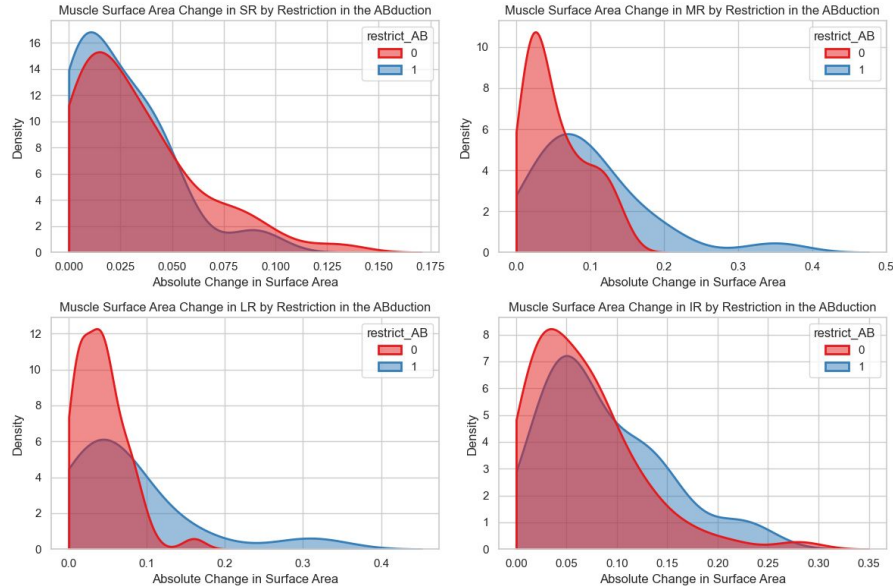 Muscle Surface Area Change in SR by Restriction in the ABduction
restrict_AB
0
1
Density
0
2
4
6
8
10
12
14
16
0.000 0.025 0.050 0.075 0.100 0.125 0.150 0.175
Absolute Change in Surface Area
Muscle Surface Area Change in MR by Restriction in the ABduction
restrict_AB
0
1
Density
0
2
4
6
8
10
0.0 0.1 0.2 0.3 0.4 0.5
Absolute Change in Surface Area
Muscle Surface Area Change in LR by Restriction in the ABduction
restrict_AB
0
1
Density
0
2
4
6
8
10
12
0.0 0.1 0.2 0.3 0.4
Absolute Change in Surface Area
Muscle Surface Area Change in IR by Restriction in the ABduction
restrict_AB
0
1
Density
0
1
2
3
4
5
6
7
8
0.00 0.05 0.10 0.15 0.20 0.25 0.30 0.35
Absolute Change in Surface Area